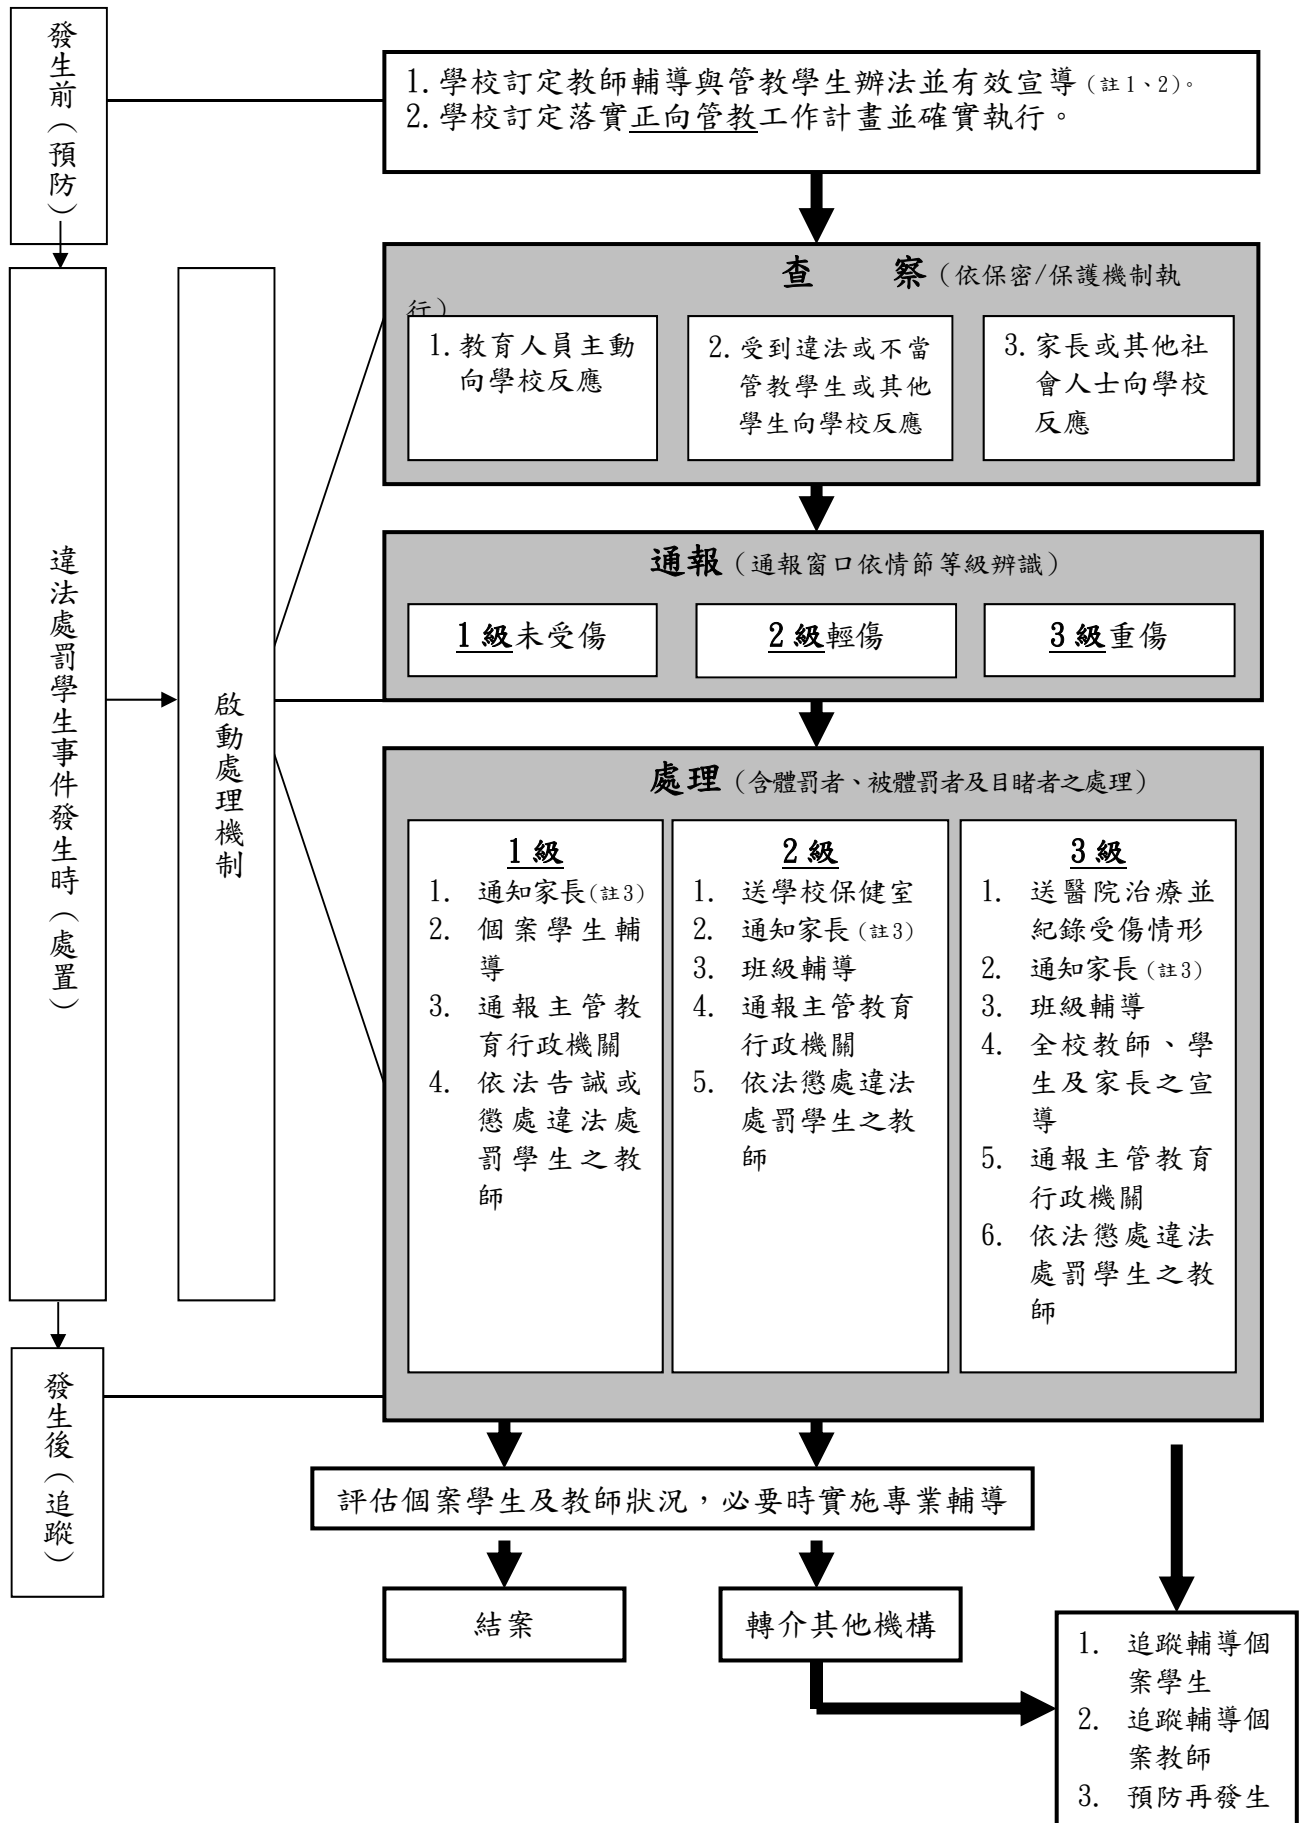 發生前（預防）
1.學校訂定教師輔導與管教學生辦法並有效宣導(註1、2)。
2.學校訂定落實正向管教工作計畫並確實執行。
違法處罰學生事件發生時（處置）
啟動處理機制
查　　察（依保密/保護機制執
行）
1.教育人員主動
向學校反應
2.受到違法或不當
管教學生或其他
學生向學校反應
3.家長或其他社
會人士向學校
反應
通報（通報窗口依情節等級辨識）
1級未受傷
2級輕傷
3級重傷
處理（含體罰者、被體罰者及目睹者之處理）
1級
1. 通知家長(註3)
2. 個案學生輔
導
3. 通報主管教
育行政機關
4. 依法告誡或
懲處違法處
罰學生之教
師
2級
1. 送學校保健室
2. 通知家長(註3)
3. 班級輔導
4. 通報主管教育
行政機關
5. 依法懲處違法
處罰學生之教
師
3級
1. 送醫院治療並
紀錄受傷情形
2. 通知家長(註3)
3. 班級輔導
4. 全校教師、學
生及家長之宣
導
5. 通報主管教育
行政機關
6. 依法懲處違法
處罰學生之教
師
發生後（追蹤）
評估個案學生及教師狀況，必要時實施專業輔導
結案
轉介其他機構
1. 追蹤輔導個
案學生
2. 追蹤輔導個
案教師
3. 預防再發生